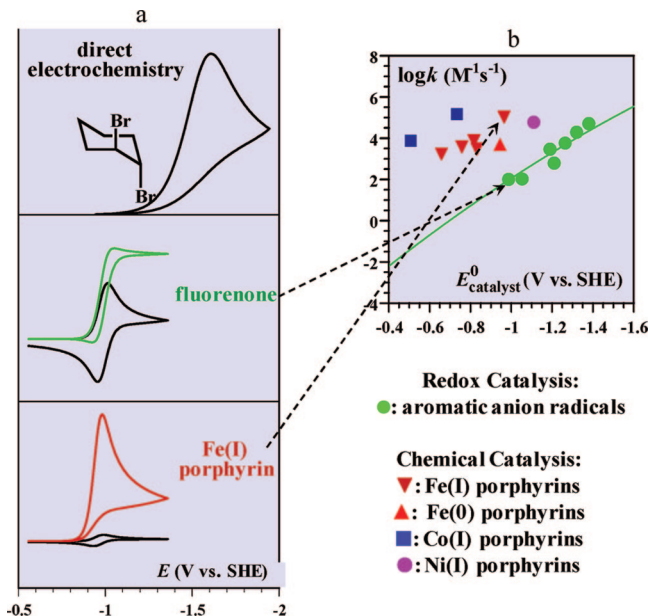 a
direct
electrochemistry
Br
Br
fluorenone
Fe(I)
porphyrin
E (V vs. SHE)
-0.5 -1 -1.5 -2
b
logk (M⁻¹s⁻¹)
8
6
4
2
0
-2
-4
E⁰catalyst (V vs. SHE)
-0.4 -0.6 -0.8 -1 -1.2 -1.4 -1.6
Redox Catalysis:
: aromatic anion radicals
Chemical Catalysis:
: Fe(I) porphyrins
: Fe(0) porphyrins
: Co(I) porphyrins
: Ni(I) porphyrins